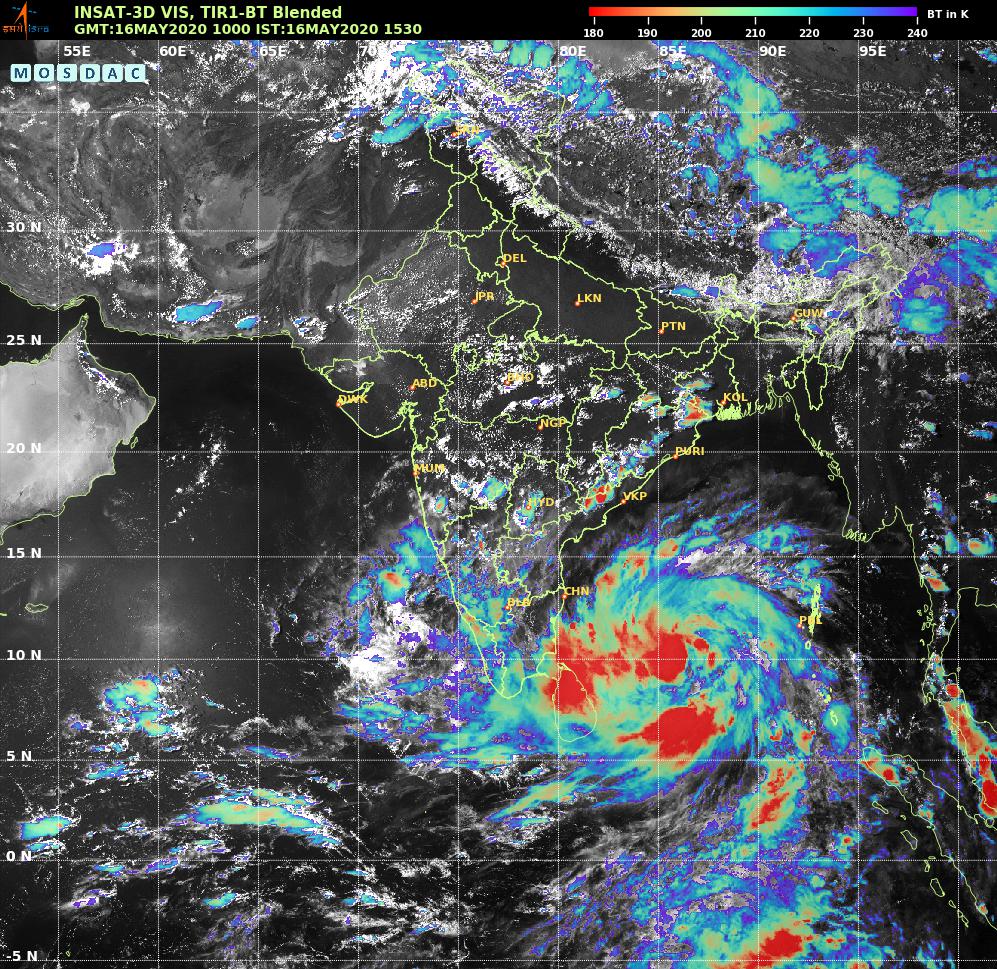 INSAT-3D VIS, TIR1-BT Blended
GMT:16MAY2020 1000 IST:16MAY2020 1530
BT in K
180 190 200 210 220 230 240
55E 60E 65E 70E 75E 80E 85E 90E 95E
MOSDAC
SRN
30 N
DEL
JPR LKN
GUW
PTN
25 N
BHO
ABD
DWK KOL
NGP
20 N PURI
MUM
HYD VKP
15 N
CHN
BLR
PBL
10 N
5 N
0 N
-5 N